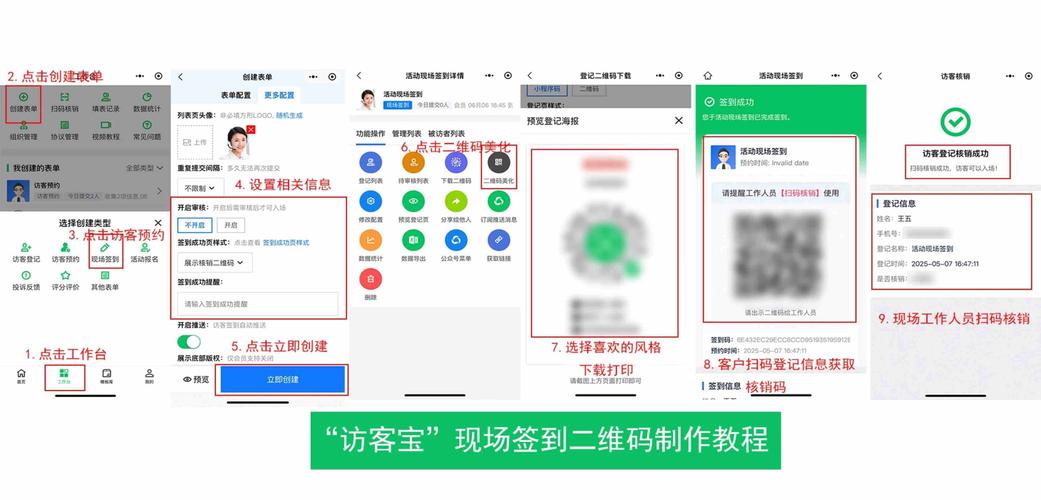 2. 点击创建表单
工作台
创建表单
扫码核销
填表记录
数据统计
组织管理
协议管理
视频教程
常见问题
我创建的表单
全部类型
访客预约
访客预约
今日提交2人
选择创建类型
3. 点击访客预约
访客登记
访客预约
现场签到
活动报名
投诉反馈
评分评价
其他表单
1. 点击工作台
首页
工作台
模板库
我的
创建表单
表单配置
更多配置
列表页头像:
非必填方形LOGO, 随机生成
上传
重复提交间隔:
多久无法再次提交
不限制
4. 设置相关信息
开启审核:
开启后需审核后才可入场
不开启
开启
签到成功页样式:
点击查看 签到成功页样式
展示核销二维码
签到成功提醒:
请输入签到成功提醒
开启推送:
访客签到自动推送
5. 点击立即创建
展示底部版权:
仅会员支持关闭
预览
立即创建
活动现场签到详情
活动现场签到
现场签到
今日提交0人
会员 06月06 16:45 到
功能操作
管理列表
被访者列表
6. 点击二维码美化
登记列表
待审核列表
下载二维码
二维码美化
修改配置
预览登记页
分享给他人
订阅推送消息
数据统计
数据导出
公众号菜单
获取链接
删除
登记二维码下载
小程序码
二维码
登记页样式:
预览登记海报
7. 选择喜欢的风格
下载打印
请截图上方页面打印即可
活动现场签到
签到成功
您于活动现场签到已完成签到。
活动现场签到
预约时间: Invalid date
请提醒工作人员【扫码核销】使用
请出示二维码给工作人员
签到码:
预约时间:
2025-05-07 16:47:11
8. 客户扫码登记信息获取
签到信息
核销码
访客核销
访客登记核销成功
扫码核销成功, 访客可以入场!
登记信息
姓名: 王五
手机号:
登记名称: 活动现场签到
登记时间: 2025-05-07 16:47:11
是否核销:
9. 现场工作人员扫码核销
“访客宝”现场签到二维码制作教程